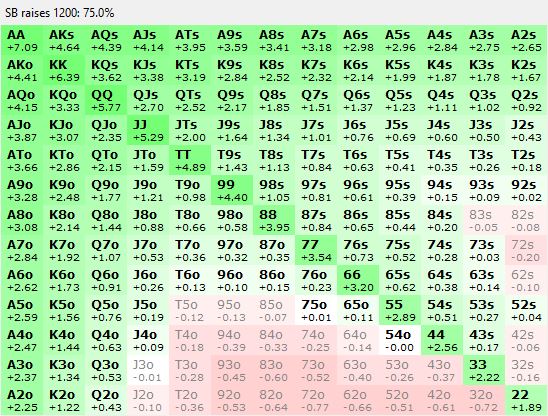 SB raises 1200: 75.0%
AA AKs AQs AJs ATs A9s A8s A7s A6s A5s A4s A3s A2s
+7.09 +4.64 +4.39 +4.14 +3.95 +3.59 +3.41 +3.18 +2.98 +2.96 +2.84 +2.75 +2.65
AKo KK KQs KJs KTs K9s K8s K7s K6s K5s K4s K3s K2s
+4.41 +6.39 +3.62 +3.38 +3.19 +2.84 +2.52 +2.32 +2.14 +1.99 +1.87 +1.78 +1.67
AQo KQo QQ QJs QTs Q9s Q8s Q7s Q6s Q5s Q4s Q3s Q2s
+4.15 +3.33 +5.77 +2.70 +2.52 +2.17 +1.85 +1.51 +1.37 +1.23 +1.11 +1.02 +0.92
AJo KJo QJo JJ JTs J9s J8s J7s J6s J5s J4s J3s J2s
+3.87 +3.07 +2.35 +5.29 +2.00 +1.64 +1.34 +1.01 +0.76 +0.69 +0.60 +0.50 +0.43
ATo KTo QTo JTo TT T9s T8s T7s T6s T5s T4s T3s T2s
+3.66 +2.86 +2.15 +1.59 +4.89 +1.43 +1.13 +0.84 +0.63 +0.41 +0.35 +0.26 +0.18
A9o K9o Q9o J9o T9o 99 98s 97s 96s 95s 94s 93s 92s
+3.28 +2.48 +1.77 +1.21 +0.98 +4.40 +1.05 +0.81 +0.61 +0.39 +0.15 +0.09 +0.02
A8o K8o Q8o J8o T8o 98o 88 87s 86s 85s 84s 83s 82s
+3.08 +2.14 +1.44 +0.88 +0.66 +0.58 +3.95 +0.84 +0.65 +0.44 +0.20 -0.05 -0.08
A7o K7o Q7o J7o T7o 97o 87o 77 76s 75s 74s 73s 72s
+2.84 +1.92 +1.07 +0.53 +0.36 +0.32 +0.35 +3.54 +0.73 +0.52 +0.28 +0.03 -0.20
A6o K6o Q6o J6o T6o 96o 86o 76o 66 65s 64s 63s 62s
+2.62 +1.73 +0.91 +0.26 +0.13 +0.10 +0.15 +0.23 +3.20 +0.62 +0.38 +0.14 -0.10
A5o K5o Q5o J5o T5o 95o 85o 75o 65o 55 54s 53s 52s
+2.59 +1.56 +0.76 +0.19 -0.12 -0.13 -0.07 +0.01 +0.11 +2.89 +0.51 +0.27 +0.04
A4o K4o Q4o J4o T4o 94o 84o 74o 64o 54o 44 43s 42s
+2.47 +1.44 +0.63 +0.09 -0.18 -0.39 -0.33 -0.25 -0.14 -0.00 +2.56 +0.17 -0.06
A3o K3o Q3o J3o T3o 93o 83o 73o 63o 53o 43o 33 32s
+2.37 +1.34 +0.53 -0.01 -0.28 -0.45 -0.60 -0.52 -0.40 -0.26 -0.37 +2.22 -0.16
A2o K2o Q2o J2o T2o 92o 82o 72o 62o 52o 42o 32o 22
+2.25 +1.22 +0.43 -0.10 -0.36 -0.53 -0.64 -0.77 -0.66 -0.51 -0.61 -0.72 +1.89